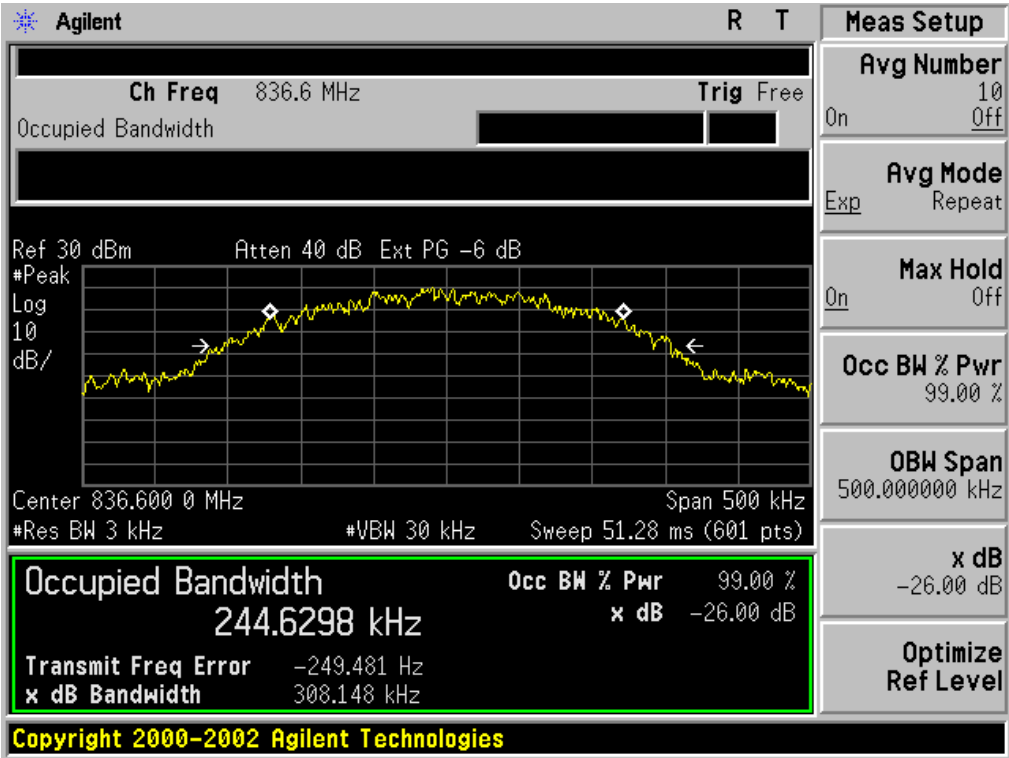 Agilent R T
Ch Freq 836.6 MHz Trig Free
Occupied Bandwidth
Ref 30 dBm Atten 40 dB Ext PG -6 dB
#Peak
Log
10
dB/
Center 836.600 0 MHz Span 500 kHz
#Res BW 3 kHz #VBW 30 kHz Sweep 51.28 ms (601 pts)
Occupied Bandwidth Occ BW % Pwr 99.00 %
244.6298 kHz x dB -26.00 dB
Transmit Freq Error -249.481 Hz
x dB Bandwidth 308.148 kHz
Copyright 2000-2002 Agilent Technologies
Meas Setup
Avg Number
10
On Off
Avg Mode
Exp Repeat
Max Hold
On Off
Occ BW % Pwr
99.00 %
OBW Span
500.000000 kHz
x dB
-26.00 dB
Optimize
Ref Level